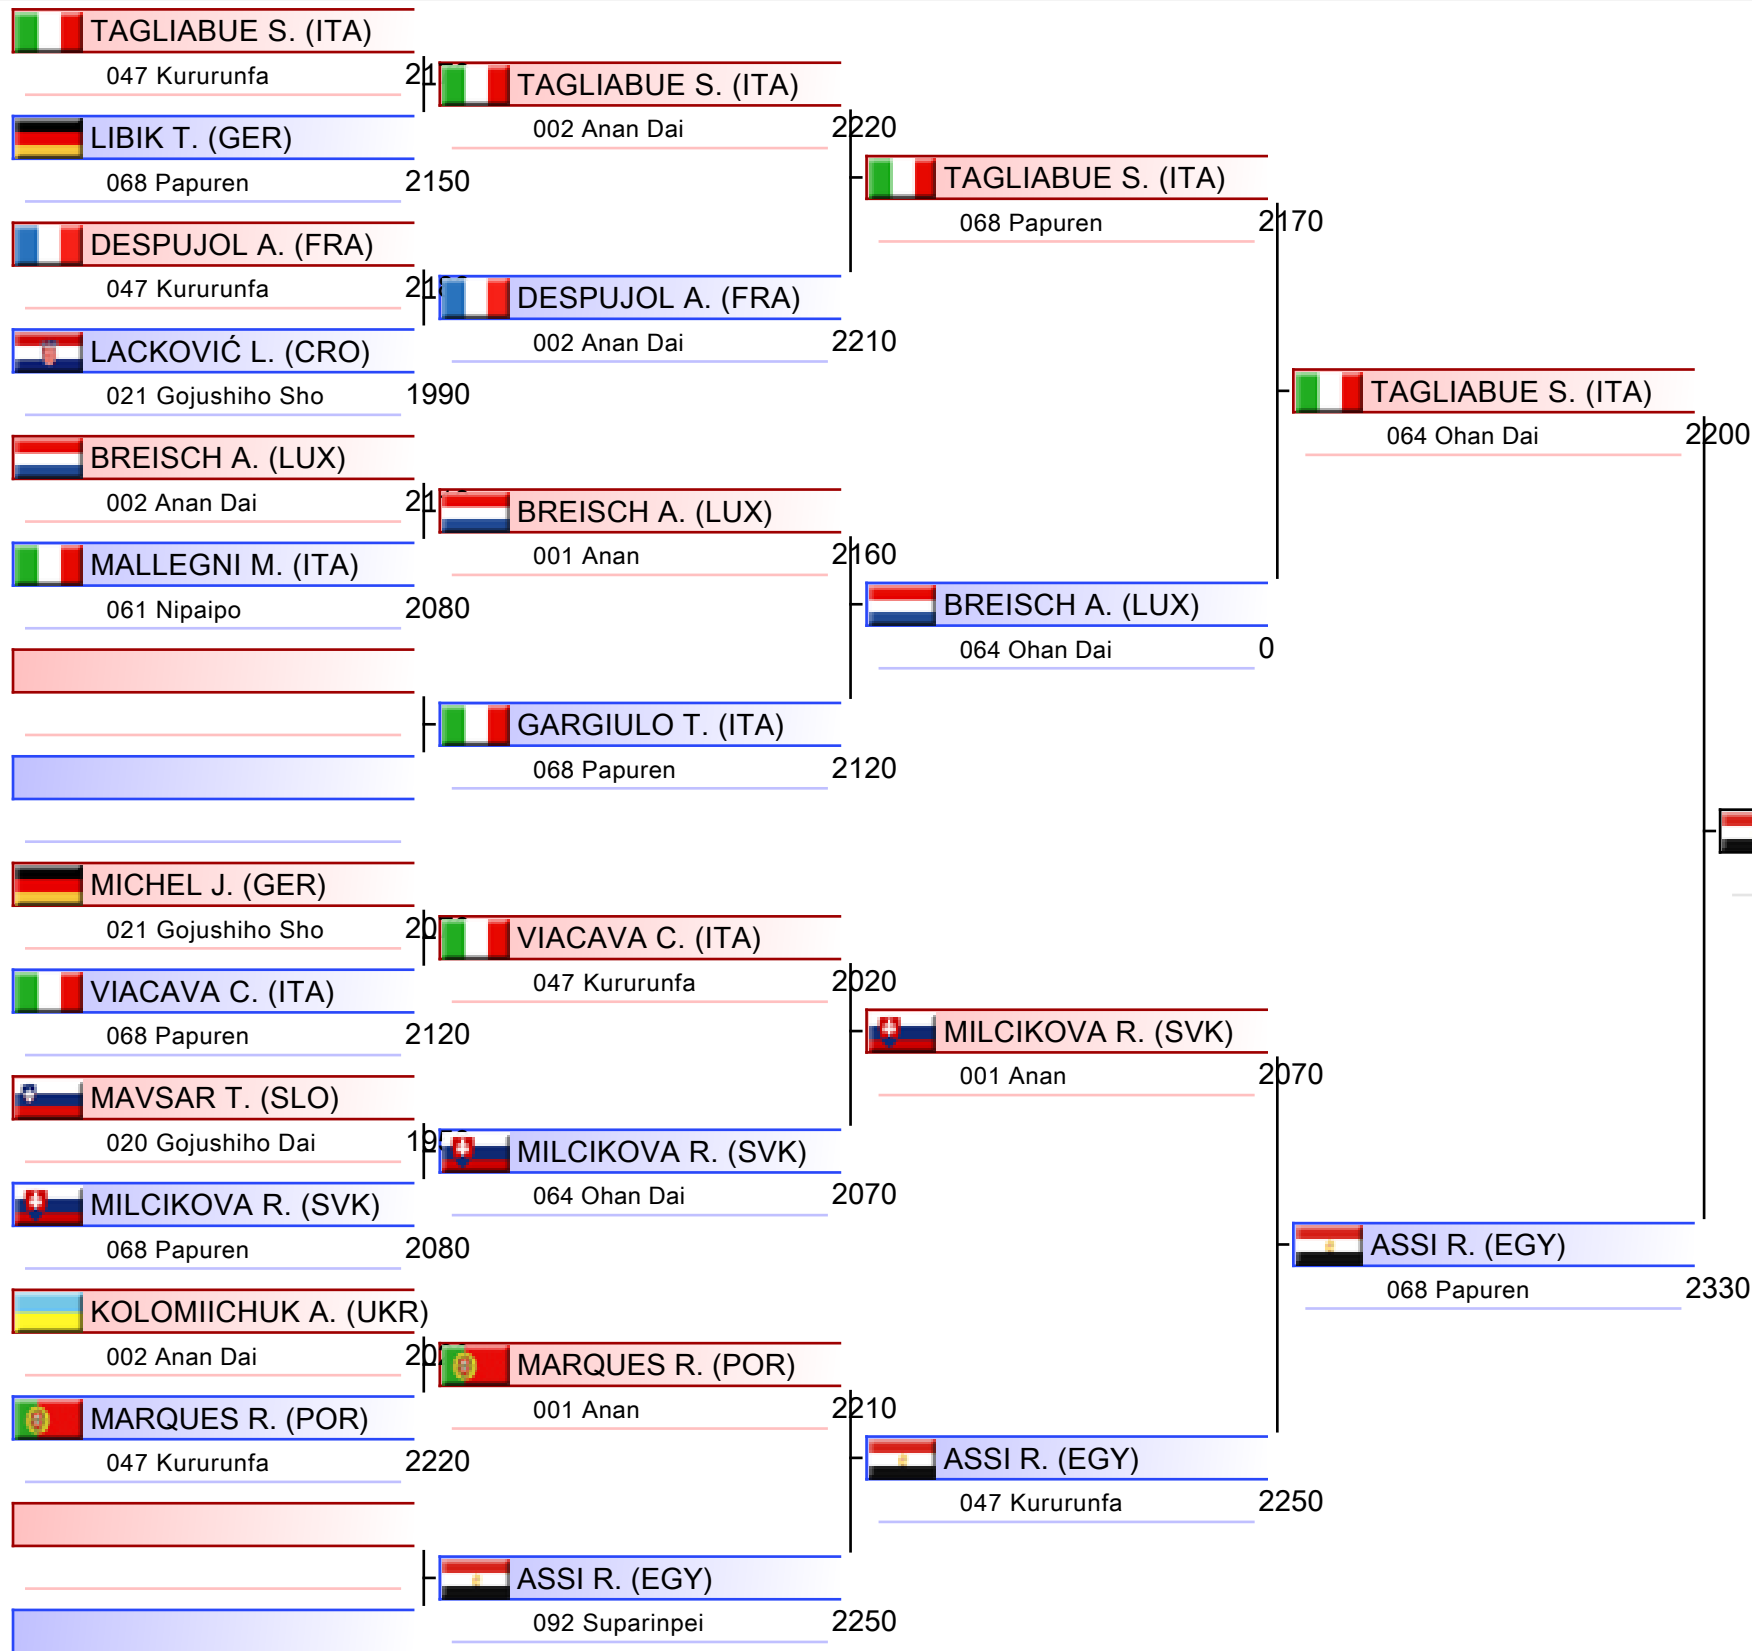 TAGLIABUE S. (ITA)
047 Kururunfa
LIBIK T. (GER)
068 Papuren 2150
DESPUJOL A. (FRA)
047 Kururunfa
LACKOVIĆ L. (CRO)
021 Gojushiho Sho 1990
BREISCH A. (LUX)
002 Anan Dai
MALLEGNI M. (ITA)
061 Nipaipo 2080
MICHEL J. (GER)
021 Gojushiho Sho
VIACAVA C. (ITA)
068 Papuren 2120
MAVSAR T. (SLO)
020 Gojushiho Dai
MILCIKOVA R. (SVK)
068 Papuren 2080
KOLOMIICHUK A. (UKR)
002 Anan Dai
MARQUES R. (POR)
047 Kururunfa 2220
TAGLIABUE S. (ITA)
002 Anan Dai 2220
DESPUJOL A. (FRA)
002 Anan Dai 2210
BREISCH A. (LUX)
001 Anan 2160
GARGIULO T. (ITA)
068 Papuren 2120
VIACAVA C. (ITA)
047 Kururunfa 2020
MILCIKOVA R. (SVK)
064 Ohan Dai 2070
MARQUES R. (POR)
001 Anan 2210
ASSI R. (EGY)
092 Suparinpei 2250
TAGLIABUE S. (ITA)
068 Papuren 2170
BREISCH A. (LUX)
064 Ohan Dai 0
MILCIKOVA R. (SVK)
001 Anan 2070
ASSI R. (EGY)
047 Kururunfa 2250
TAGLIABUE S. (ITA)
064 Ohan Dai 2200
ASSI R. (EGY)
068 Papuren 2330